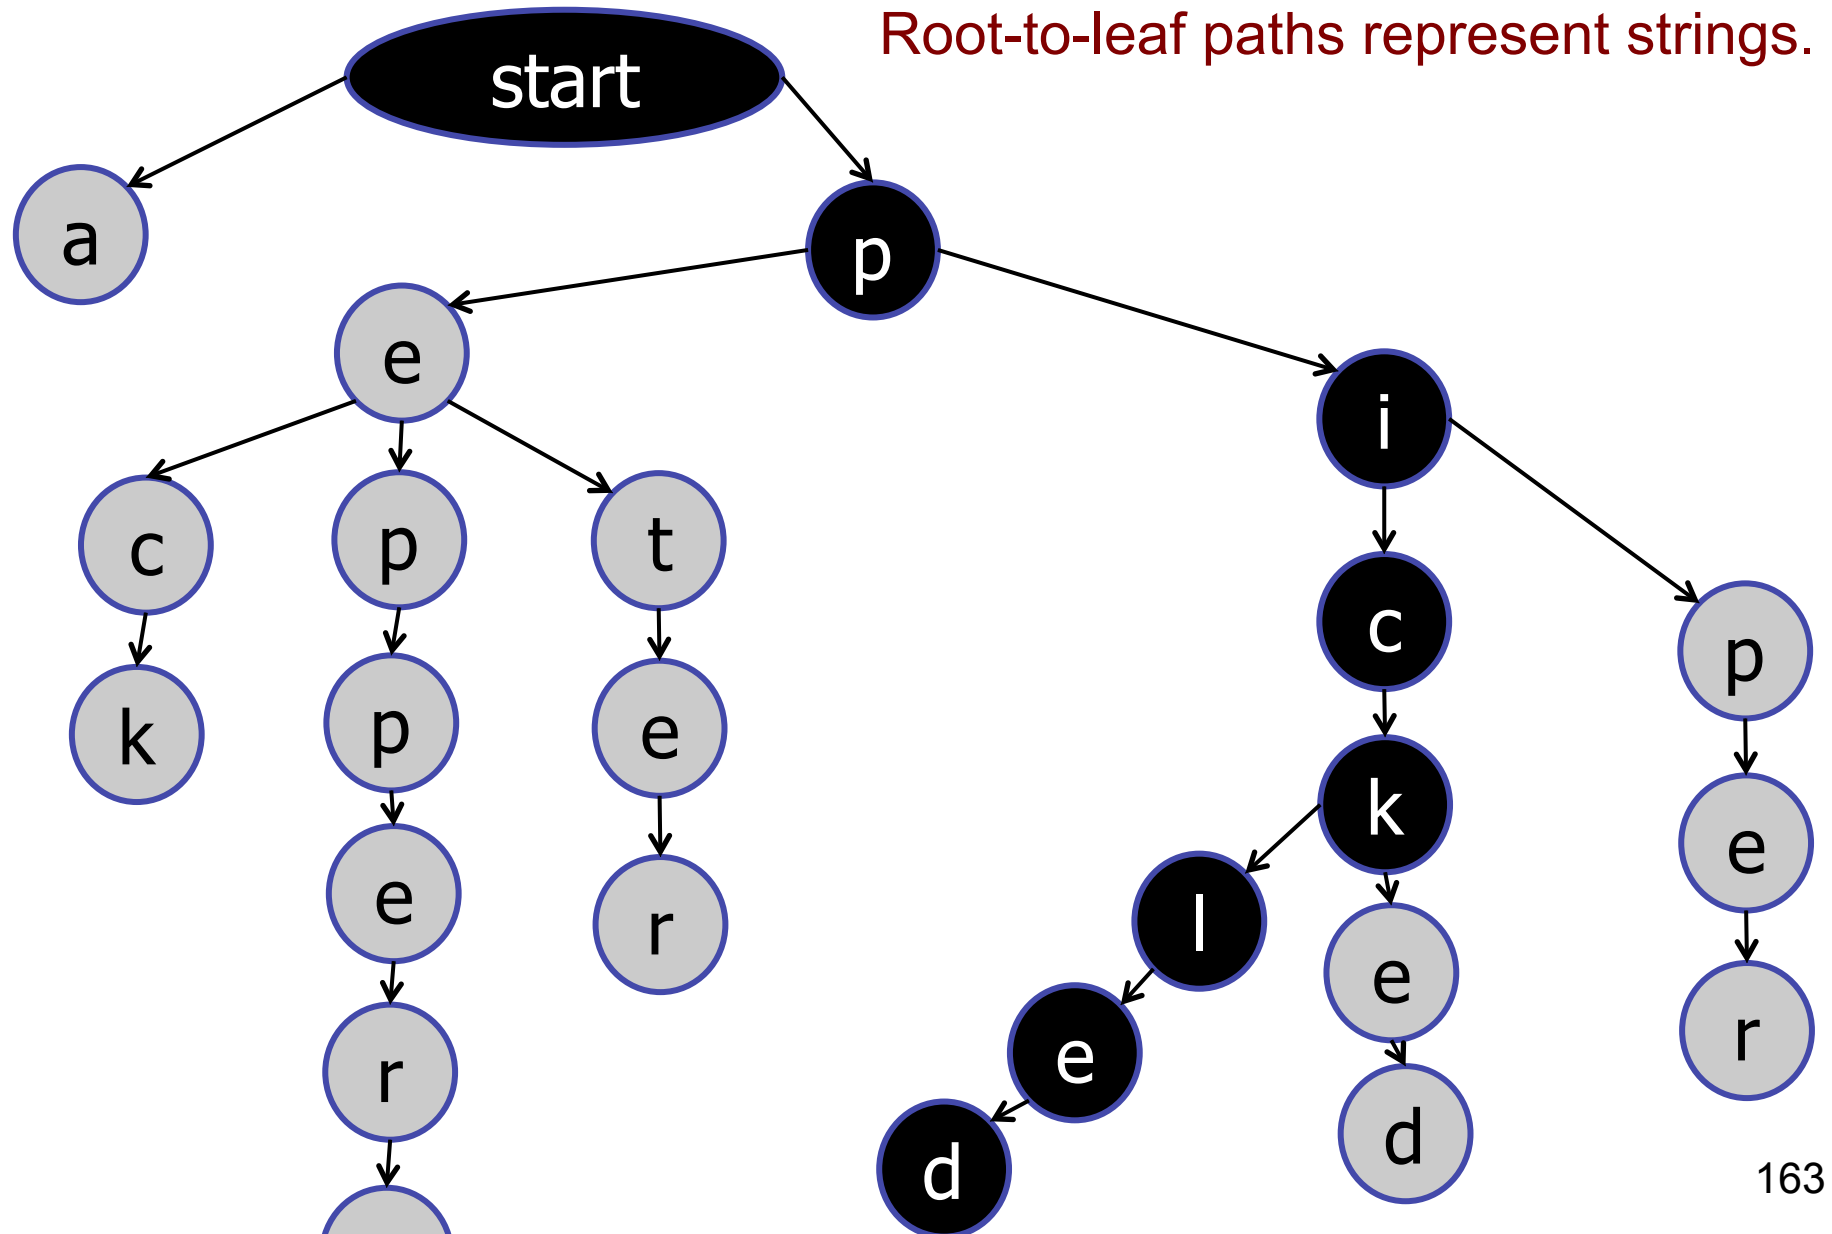 Root-to-leaf paths represent strings.
start
a
p
e
i
c
p
t
c
p
k
p
e
k
e
e
r
l
e
r
r
e
d
d
163